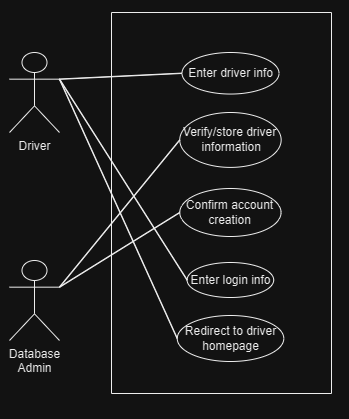 Enter driver info
Driver
Verify/store driver
information
Confirm account
creation
Enter login info
Redirect to driver
homepage
Database
Admin